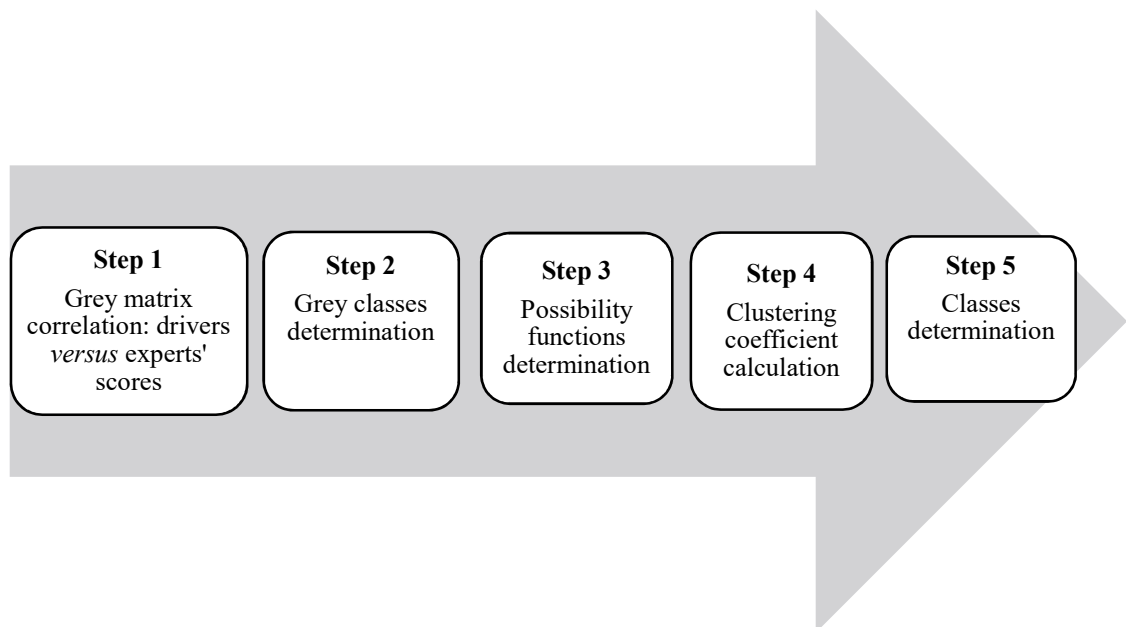 Step 1
Grey matrix
correlation: drivers
versus experts'
scores
Step 2
Grey classes
determination
Step 3
Possibility
functions
determination
Step 4
Clustering
coefficient
calculation
Step 5
Classes
determination